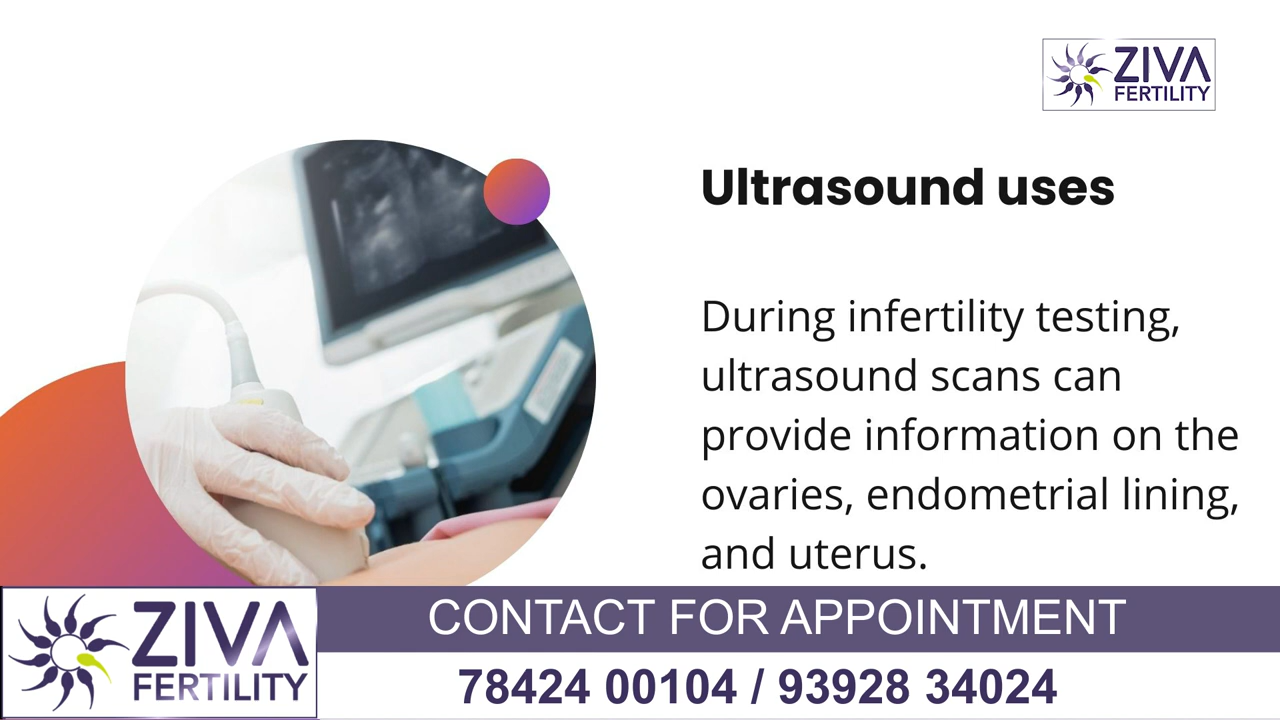 ZIVA
FERTILITY
Ultrasound uses
During infertility testing,
ultrasound scans can
provide information on the
ovaries, endometrial lining,
and uterus.
ZIVA
FERTILITY
CONTACT FOR APPOINTMENT
78424 00104 / 93928 34024